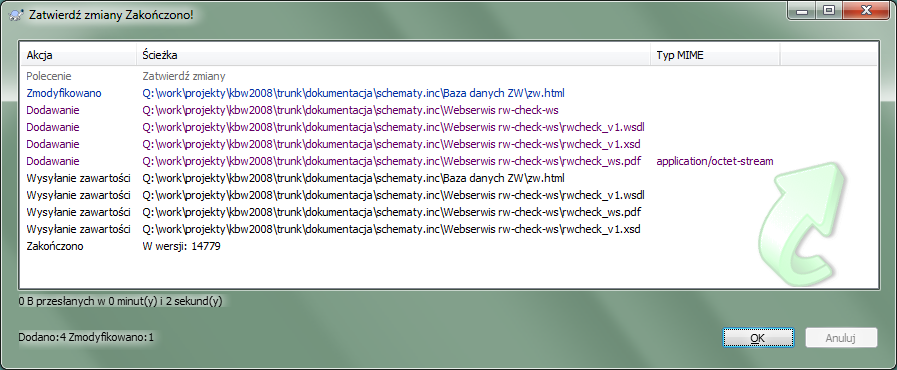 Zatwierdź zmiany Zakończono!
Akcja Ścieżka Typ MIME
Polecenie Zatwierdź zmiany
Zmodyfikowano Q:\work\projekty\kbw2008\trunk\dokumentacja\schematy.inc\Baza danych ZW\zw.html
Dodawanie Q:\work\projekty\kbw2008\trunk\dokumentacja\schematy.inc\Webserwis rw-check-ws
Dodawanie Q:\work\projekty\kbw2008\trunk\dokumentacja\schematy.inc\Webserwis rw-check-ws\rwcheck_v1.wsdl
Dodawanie Q:\work\projekty\kbw2008\trunk\dokumentacja\schematy.inc\Webserwis rw-check-ws\rwcheck_v1.xsd
Dodawanie Q:\work\projekty\kbw2008\trunk\dokumentacja\schematy.inc\Webserwis rw-check-ws\rwcheck_ws.pdf application/octet-stream
Wysyłanie zawartości Q:\work\projekty\kbw2008\trunk\dokumentacja\schematy.inc\Baza danych ZW\zw.html
Wysyłanie zawartości Q:\work\projekty\kbw2008\trunk\dokumentacja\schematy.inc\Webserwis rw-check-ws\rwcheck_v1.wsdl
Wysyłanie zawartości Q:\work\projekty\kbw2008\trunk\dokumentacja\schematy.inc\Webserwis rw-check-ws\rwcheck_ws.pdf
Wysyłanie zawartości Q:\work\projekty\kbw2008\trunk\dokumentacja\schematy.inc\Webserwis rw-check-ws\rwcheck_v1.xsd
Zakończono W wersji: 14779
0 B przesłanych w 0 minut(y) i 2 sekund(y)
Dodano:4 Zmodyfikowano:1
OK Anuluj